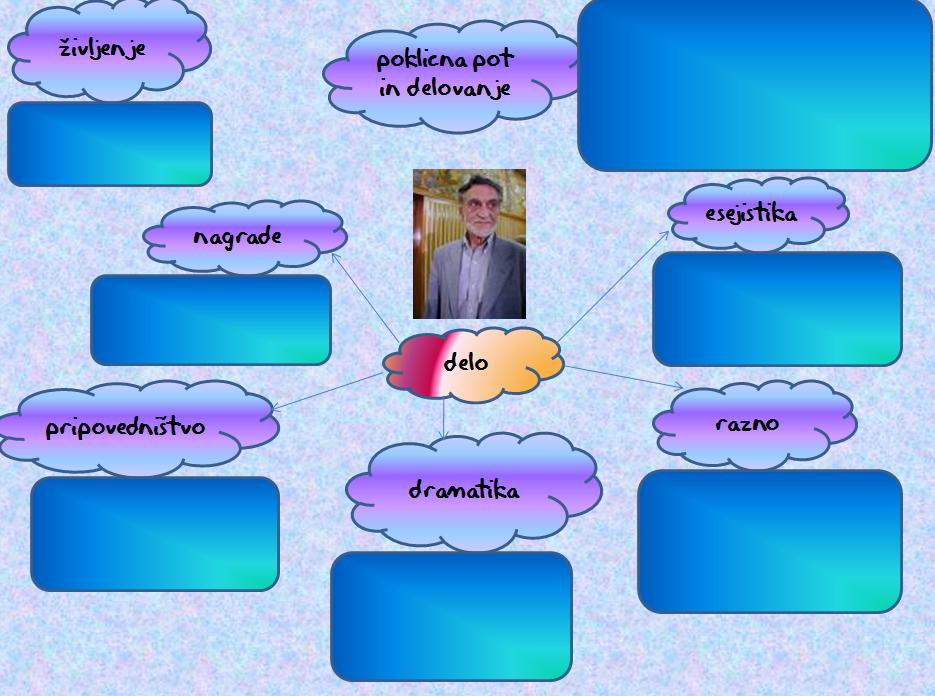 življenje
poklicna pot
in delovanje
nagrade
esejistika
delo
pripovedništvo
razno
dramatika